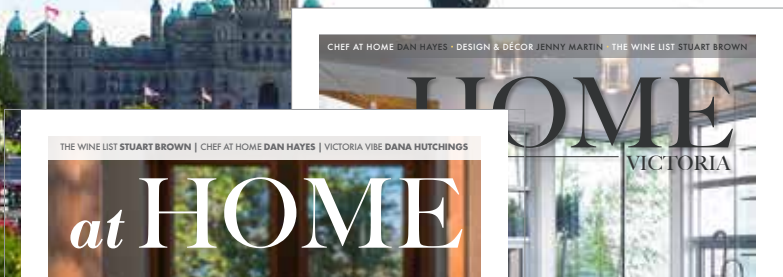 CHEF AT HOME DAN HAYES · DESIGN & DÉCOR JENNY MARTIN · THE WINE LIST STUART BROWN
HOME
VICTORIA
THE WINE LIST STUART BROWN | CHEF AT HOME DAN HAYES | VICTORIA VIBE DANA HUTCHINGS
at HOME